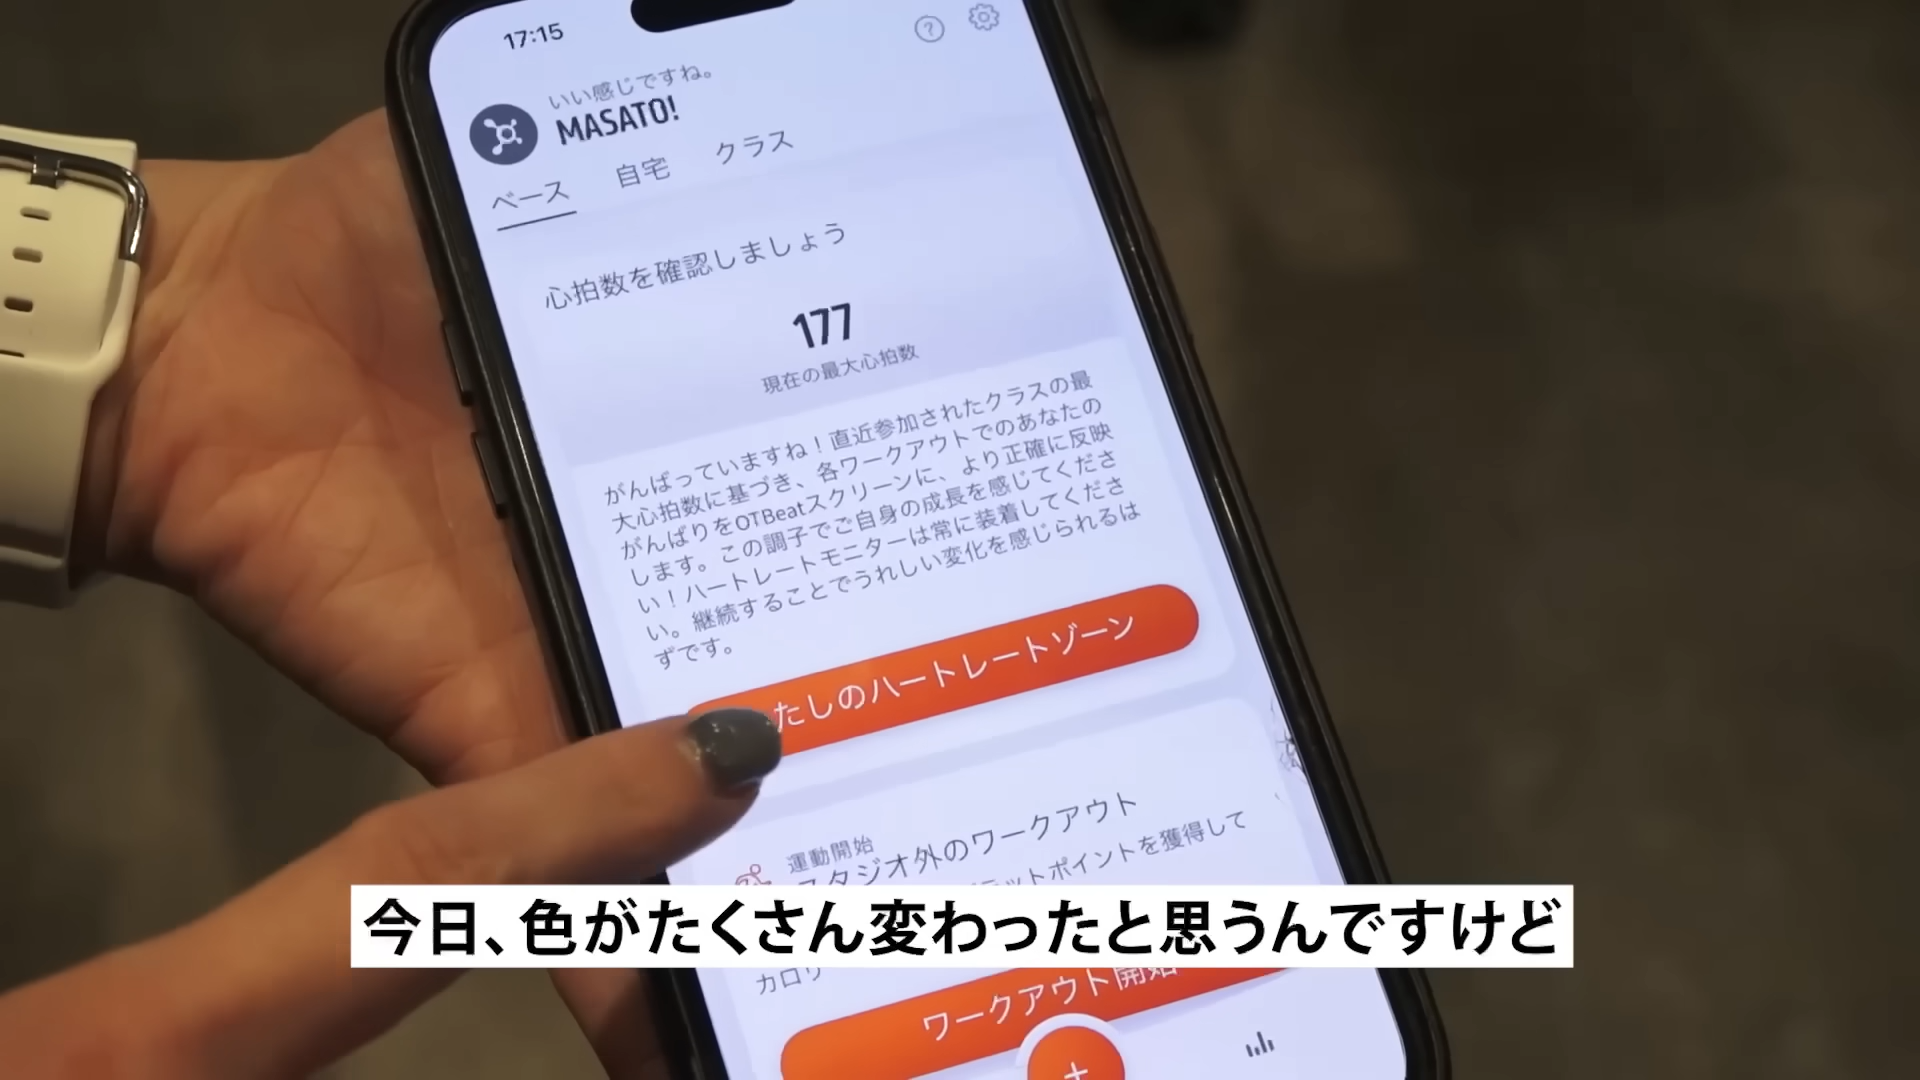 17:15
いい感じですね。
MASATO!
ベース 自宅 クラス
心拍数を確認しましょう
177
現在の最大心拍数
がんばっていますね！直近参加されたクラスの最
大心拍数に基づき、各ワークアウトでのあなたの
がんばりをOTBeatスクリーンに、より正確に反映
します。この調子でご自身の成長を感じてくださ
い！ハートレートモニターは常に装着してくださ
い。継続することでうれしい変化を感じられるは
ずです。
たしのハートレートゾーン
運動開始
スタジオ外のワークアウト
ットポイントを獲得して
今日、色がたくさん変わったと思うんですけど
カロリ
ワークアウト開始